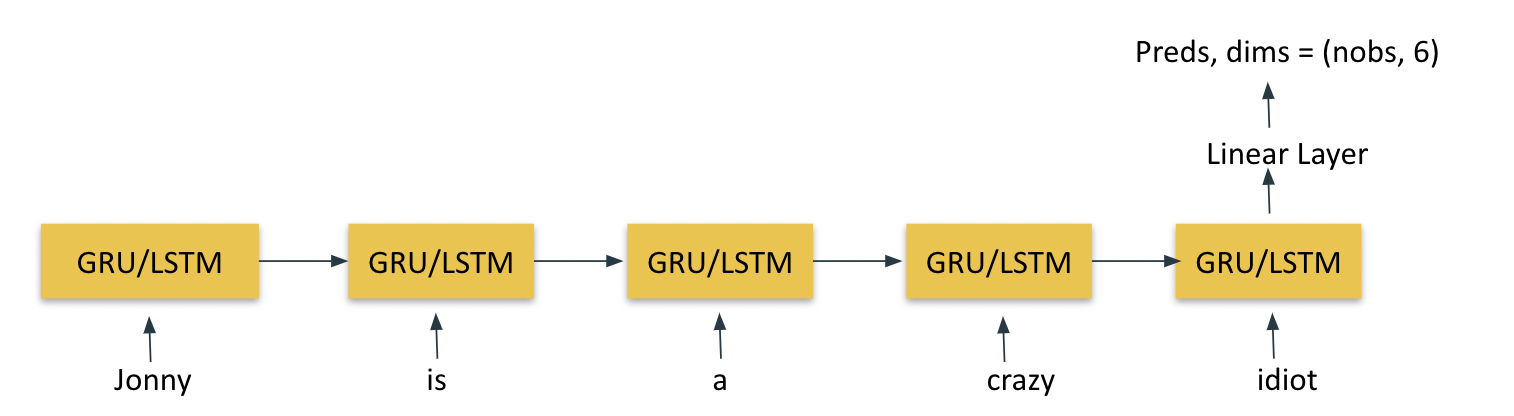 Preds, dims = (nobs, 6)
Linear Layer
GRU/LSTM GRU/LSTM GRU/LSTM GRU/LSTM GRU/LSTM
Jonny is a crazy idiot